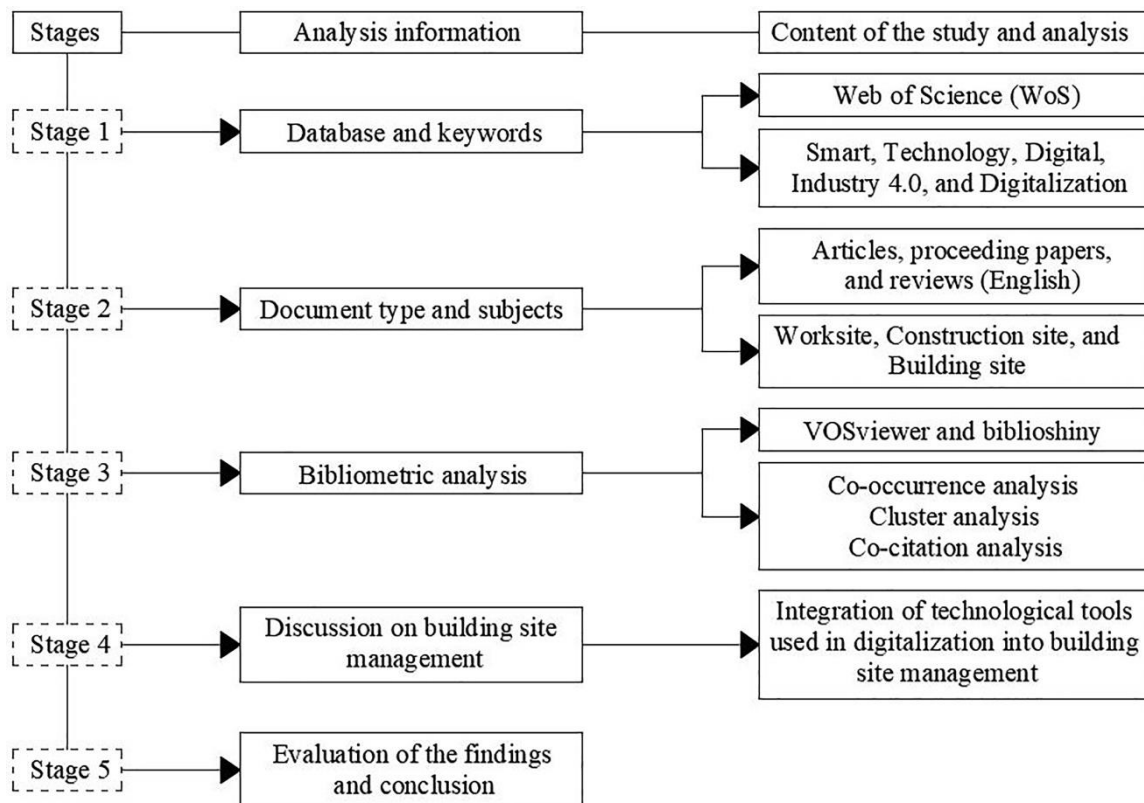 Stages
Analysis information
Content of the study and analysis
Stage 1
Database and keywords
Web of Science (WoS)
Smart, Technology, Digital,
Industry 4.0, and Digitalization
Stage 2
Document type and subjects
Articles, proceeding papers,
and reviews (English)
Worksite, Construction site, and
Building site
Stage 3
Bibliometric analysis
VOSviewer and biblioshiny
Co-occurrence analysis
Cluster analysis
Co-citation analysis
Stage 4
Discussion on building site
management
Integration of technological tools
used in digitalization into building
site management
Stage 5
Evaluation of the findings
and conclusion